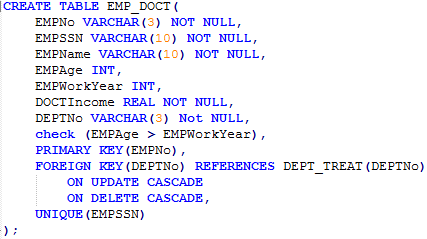 CREATE TABLE EMP_DOCT(
EMPNo VARCHAR(3) NOT NULL,
EMPSSN VARCHAR(10) NOT NULL,
EMPName VARCHAR(10) NOT NULL,
EMPAge INT,
EMPWorkYear INT,
DOCTIncome REAL NOT NULL,
DEPTNo VARCHAR(3) Not NULL,
check (EMPAge > EMPWorkYear),
PRIMARY KEY(EMPNo),
FOREIGN KEY(DEPTNo) REFERENCES DEPT_TREAT(DEPTNo)
ON UPDATE CASCADE
ON DELETE CASCADE,
UNIQUE(EMPSSN)
);